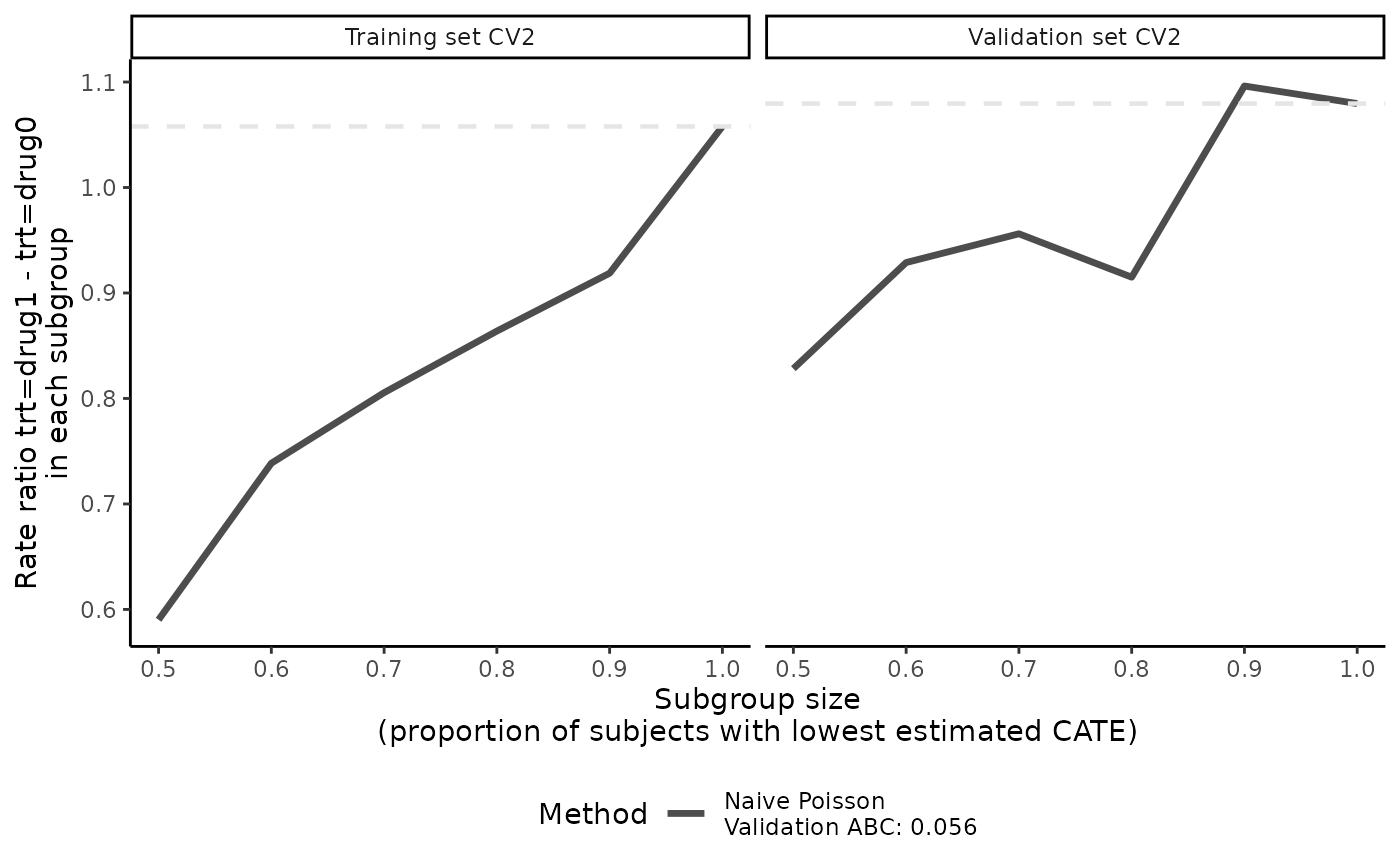 Training set CV2
Validation set CV2
Rate ratio trt=drug1 - trt=drug0
in each subgroup
1.1
1.0
0.9
0.8
0.7
0.6
0.5 0.6 0.7 0.8 0.9 1.0
0.5 0.6 0.7 0.8 0.9 1.0
Subgroup size
(proportion of subjects with lowest estimated CATE)
Method
Naive Poisson
Validation ABC: 0.056